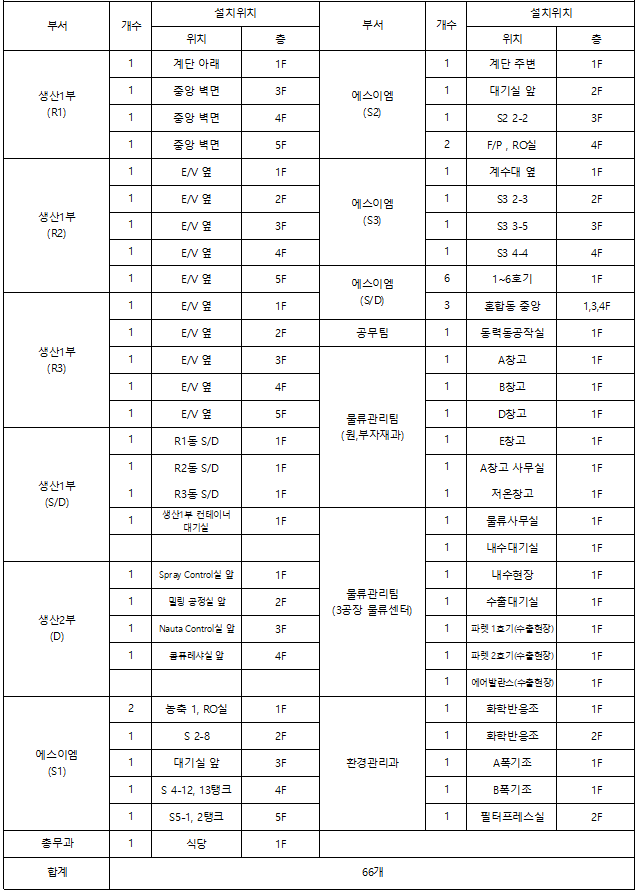 부서 개수 설치위치 부서 개수 설치위치
위치 층 위치 층
생산1부
(R1)
1 계단 아래 1F
1 중앙 벽면 3F
1 중앙 벽면 4F
1 중앙 벽면 5F
생산1부
(R2)
1 E/V 옆 1F
1 E/V 옆 2F
1 E/V 옆 3F
1 E/V 옆 4F
1 E/V 옆 5F
생산1부
(R3)
1 E/V 옆 1F
1 E/V 옆 2F
1 E/V 옆 3F
1 E/V 옆 4F
1 E/V 옆 5F
생산1부
(S/D)
1 R1동 S/D 1F
1 R2동 S/D 1F
1 R3동 S/D 1F
1 생산1부 컨테이너
대기실 1F
생산2부
(D)
1 Spray Control실 앞 1F
1 밀링 공정실 앞 2F
1 Nauta Control실 앞 3F
1 콤퓨레샤실 앞 4F
에스이엠
(S1)
2 농축 1, RO실 1F
1 S 2-8 2F
1 대기실 앞 3F
1 S 4-12, 13탱크 4F
1 S5-1, 2탱크 5F
총무과 1 식당 1F
에스이엠
(S2)
1 계단 주변 1F
1 대기실 앞 2F
1 S2 2-2 3F
2 F/P , RO실 4F
에스이엠
(S3)
1 계수대 옆 1F
1 S3 2-3 2F
1 S3 3-5 3F
1 S3 4-4 4F
에스이엠
(S/D)
6 1~6호기 1F
3 혼합동 중앙 1,3,4F
공무팀 1 동력동공작실 1F
물류관리팀
(원,부자재과)
1 A창고 1F
1 B창고 1F
1 D창고 1F
1 E창고 1F
1 A창고 사무실 1F
1 저온창고 1F
물류관리팀
(3공장 물류센터)
1 물류사무실 1F
1 내수대기실 1F
1 내수현장 1F
1 수출대기실 1F
1 파렛 1호기(수출현장) 1F
1 파렛 2호기(수출현장) 1F
1 에어발란스(수출현장) 1F
환경관리과
1 화학반응조 1F
1 화학반응조 2F
1 A폭기조 1F
1 B폭기조 1F
1 필터프레스실 2F
합계 66개